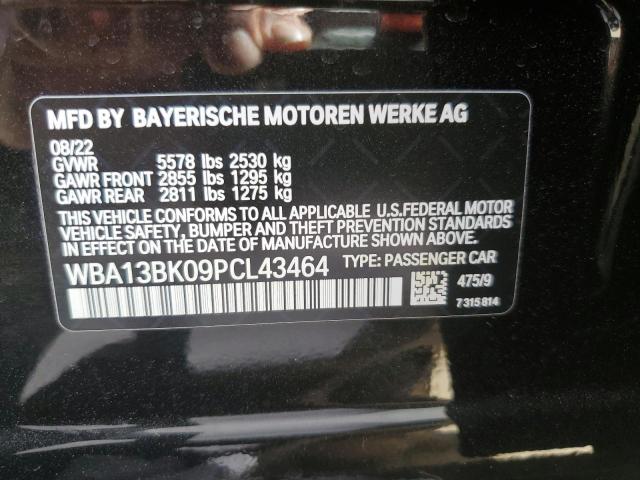 MFD BY BAYERISCHE MOTOREN WERKE AG
08/22
GVWR 5578 lbs 2530 kg
GAWR FRONT 2855 lbs 1295 kg
GAWR REAR 2811 lbs 1275 kg
THIS VEHICLE CONFORMS TO ALL APPLICABLE U.S.FEDERAL MOTOR
VEHICLE SAFETY, BUMPER AND THEFT PREVENTION STANDARDS
IN EFFECT ON THE DATE OF MANUFACTURE SHOWN ABOVE.
WBA13BK09PCL43464 TYPE: PASSENGER CAR
475/9
7 315 814